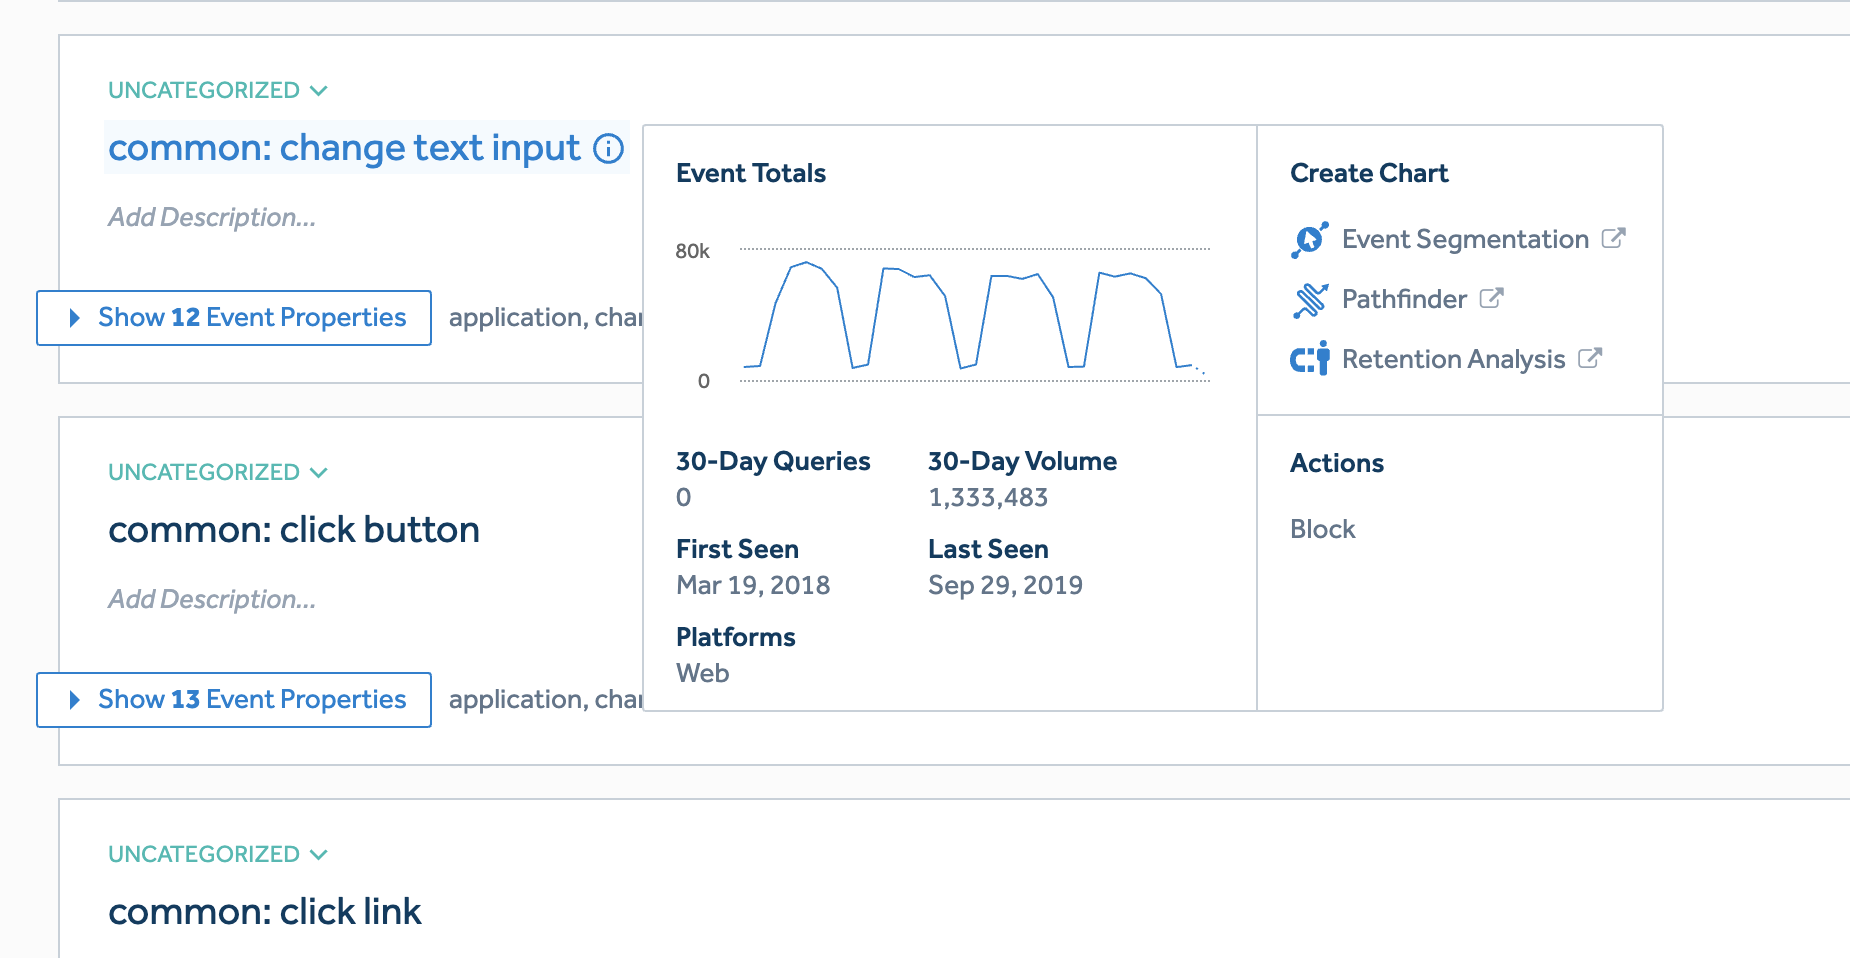 UNCATEGORIZED
common: change text input
Add Description...
Show 12 Event Properties
application, char
Event Totals
80k
0
30-Day Queries
0
30-Day Volume
1,333,483
First Seen
Mar 19, 2018
Last Seen
Sep 29, 2019
Platforms
Web
Create Chart
Event Segmentation
Pathfinder
Retention Analysis
Actions
Block
UNCATEGORIZED
common: click button
Add Description...
Show 13 Event Properties
application, char
UNCATEGORIZED
common: click link